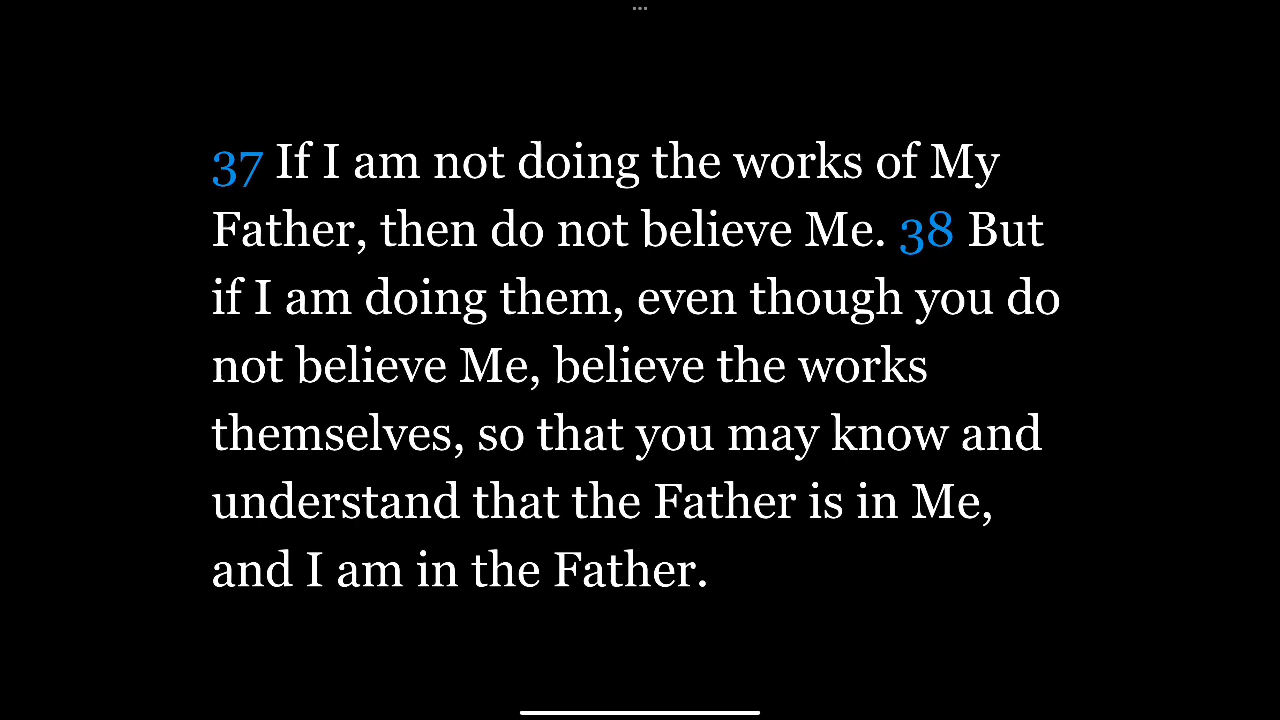 37 If I am not doing the works of My
Father, then do not believe Me. 38 But
if I am doing them, even though you do
not believe Me, believe the works
themselves, so that you may know and
understand that the Father is in Me,
and I am in the Father.